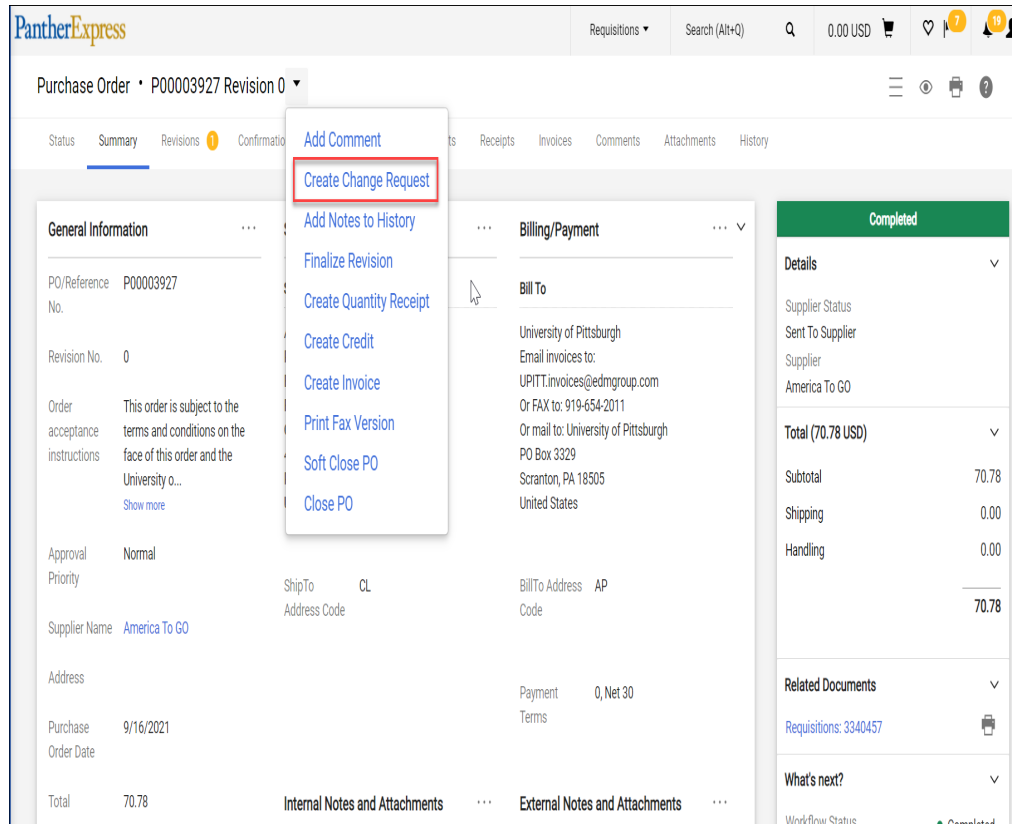 PantherExpress
Requisitions
Search (Alt+Q)
0.00 USD
7
19
Purchase Order • P00003927 Revision 0
?
Status Summary Revisions 1 Receipts Invoices Comments Attachments History
Add Comment
Create Change Request
Add Notes to History
Finalize Revision
Create Quantity Receipt
Create Credit
Create Invoice
Print Fax Version
Soft Close PO
Close PO
General Information ...
PO/Reference No. P00003927
Revision No. 0
Order acceptance instructions
This order is subject to the
terms and conditions on the
face of this order and the
University o...
Show more
Approval Priority Normal
Supplier Name America To GO
Address
Purchase Order Date 9/16/2021
Total 70.78
...
ShipTo Address Code CL
Internal Notes and Attachments ...
Billing/Payment ...
Bill To
University of Pittsburgh
Email invoices to:
UPITT.invoices@edmgroup.com
Or FAX to: 919-654-2011
Or mail to: University of Pittsburgh
PO Box 3329
Scranton, PA 18505
United States
BillTo Address Code AP
Payment Terms 0, Net 30
External Notes and Attachments ...
Completed
Details
Supplier Status
Sent To Supplier
Supplier
America To GO
Total (70.78 USD)
Subtotal 70.78
Shipping 0.00
Handling 0.00
70.78
Related Documents
Requisitions: 3340457
What's next?
Workflow Status Completed